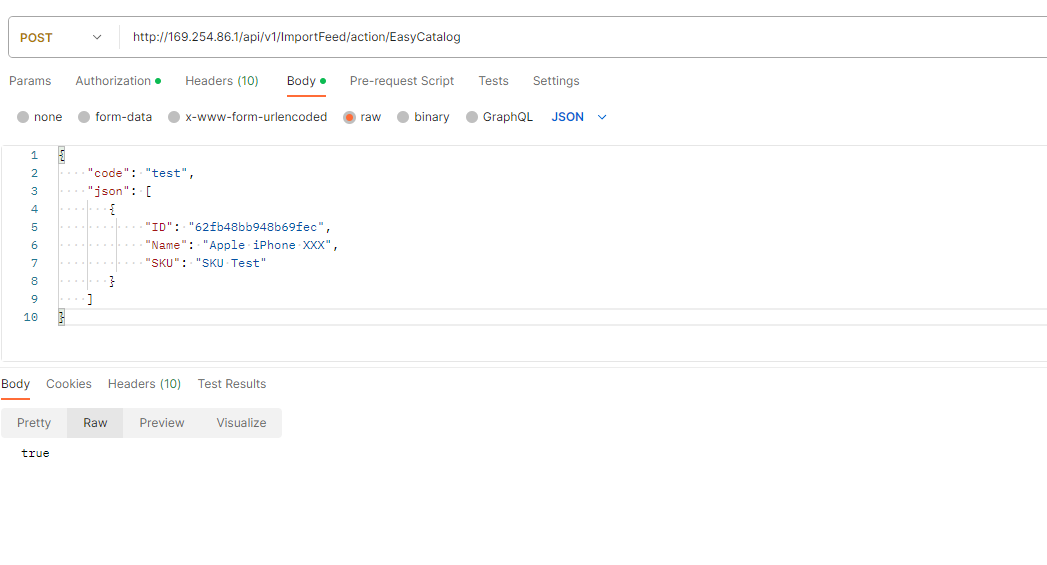 POST http://169.254.86.1/api/v1/ImportFeed/action/EasyCatalog
Params Authorization Headers (10) Body Pre-request Script Tests Settings
none form-data x-www-form-urlencoded raw binary GraphQL JSON
1 {
2 "code": "test",
3 "json": [
4 {
5 "ID": "62fb48bb948b69fec",
6 "Name": "Apple iPhone XXX",
7 "SKU": "SKU Test"
8 }
9 ]
10 }
Body Cookies Headers (10) Test Results
Pretty Raw Preview Visualize
true